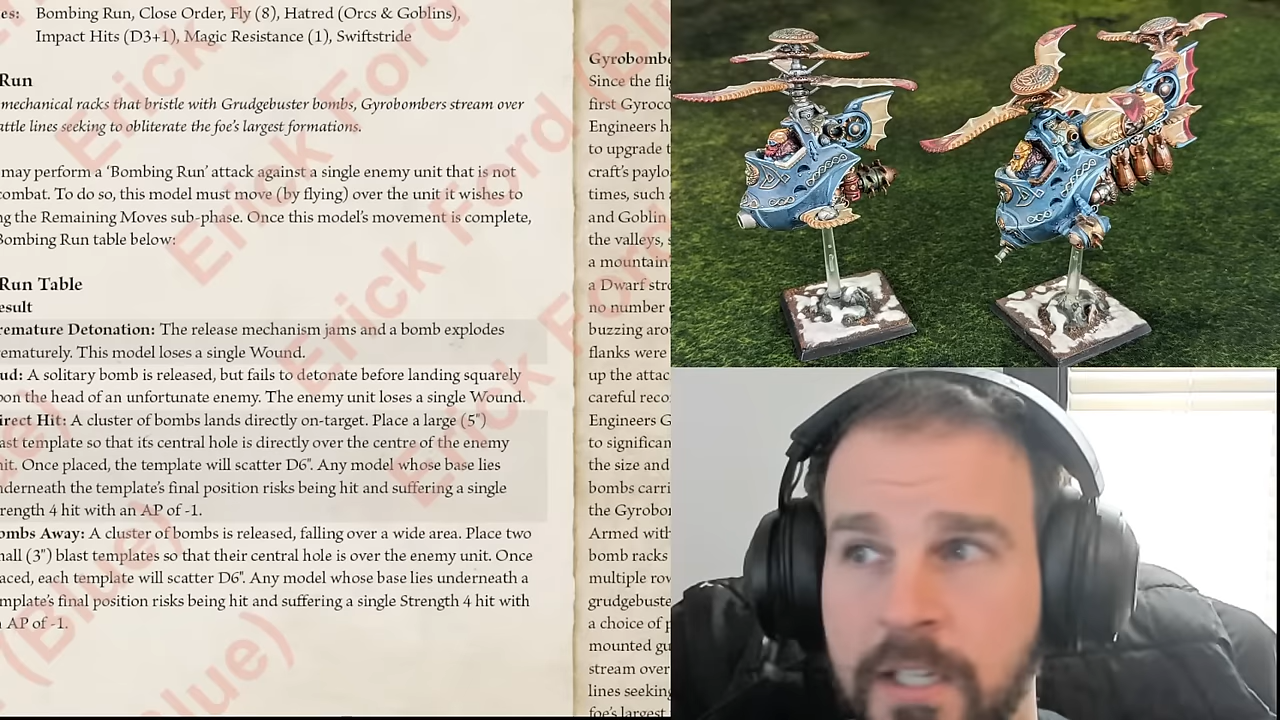 es: Bombing Run, Close Order, Fly (8), Hatred (Orcs & Goblins),
Impact Hits (D3+1), Magic Resistance (1), Swiftstride
Run
mechanical racks that bristle with Grudgebuster bombs, Gyrobombers stream over
attle lines seeking to obliterate the foe's largest formations.
may perform a 'Bombing Run' attack against a single enemy unit that is not
combat. To do so, this model must move (by flying) over the unit it wishes to
ng the Remaining Moves sub-phase. Once this model's movement is complete,
Bombing Run table below:
Run Table
esult
remature Detonation: The release mechanism jams and a bomb explodes
rematurely. This model loses a single Wound.
ud: A solitary bomb is released, but fails to detonate before landing squarely
pon the head of an unfortunate enemy. The enemy unit loses a single Wound.
irect Hit: A cluster of bombs lands directly on-target. Place a large (5")
ast template so that its central hole is directly over the centre of the enemy
nit. Once placed, the template will scatter D6". Any model whose base lies
nderneath the template's final position risks being hit and suffering a single
rength 4 hit with an AP of -1.
ombs Away: A cluster of bombs is released, falling over a wide area. Place two
mall (3") blast templates so that their central hole is over the enemy unit. Once
aced, each template will scatter D6". Any model whose base lies underneath a
mplate's final position risks being hit and suffering a single Strength 4 hit with
n AP of -1.
Gyrobombe
Since the fli
first Gyroco
Engineers ha
to upgrade t
craft's paylo
times, such a
and Goblin
the valleys, s
a mountain
a Dwarf stro
no number o
buzzing arou
flanks were
up the attac
careful reco
Engineers G
to significan
the size and
bombs carri
the Gyrobon
Armed with
bomb racks
multiple row
grudgebuste
a choice of p
mounted gu
stream over
lines seeking
foe's largest
Erick Ford (Blue)